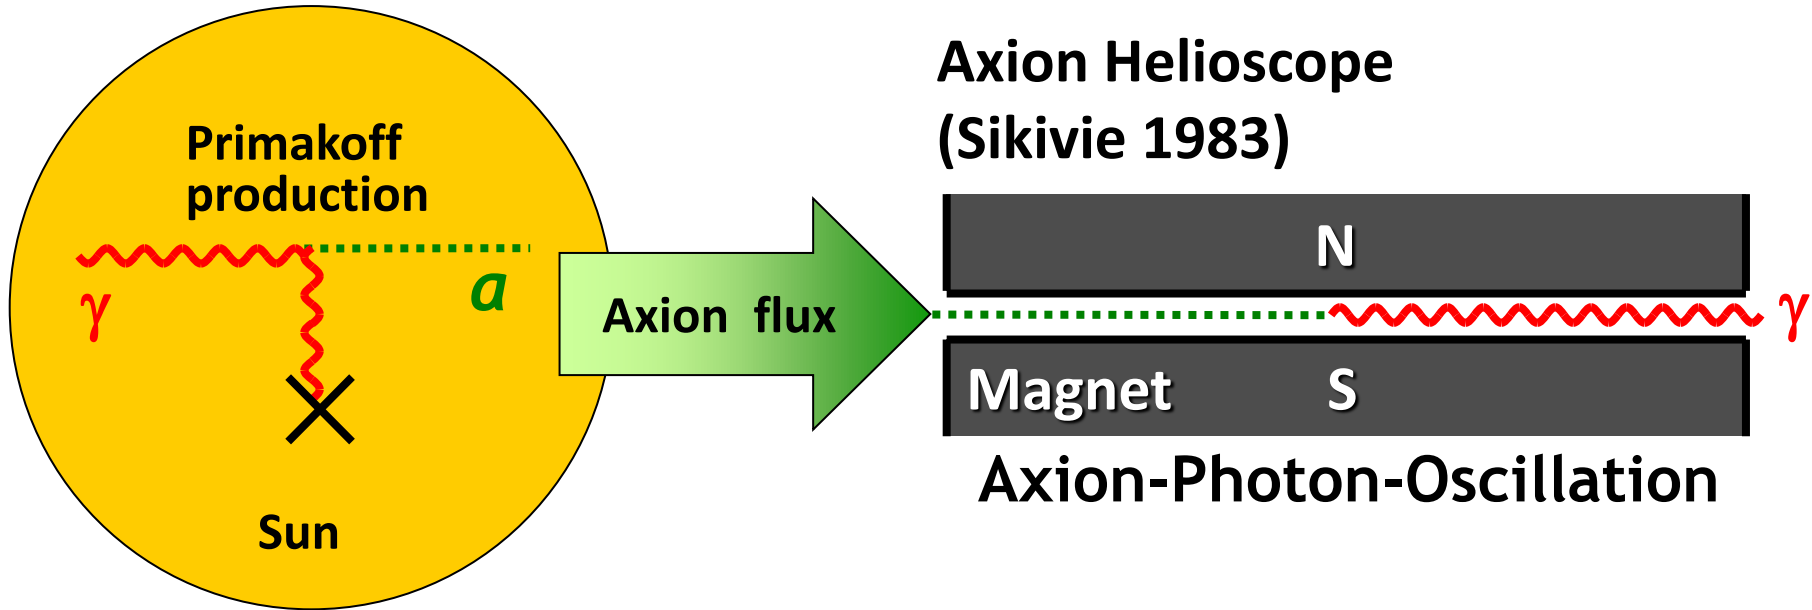 Primakoff
production
γ
a
Sun
Axion flux
Axion Helioscope
(Sikivie 1983)
N
γ
Magnet S
Axion-Photon-Oscillation